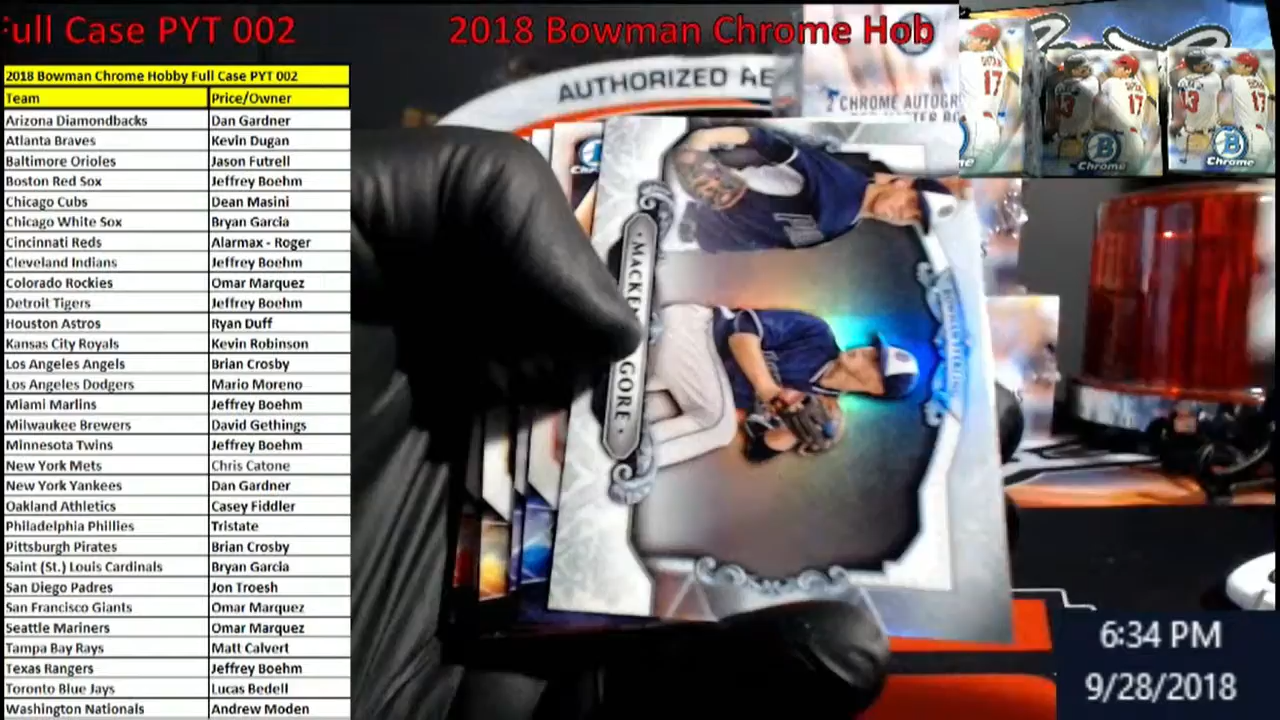 Full Case PYT 002
2018 Bowman Chrome Hob
2018 Bowman Chrome Hobby Full Case PYT 002
Team Price/Owner
Arizona Diamondbacks Dan Gardner
Atlanta Braves Kevin Dugan
Baltimore Orioles Jason Futrell
Boston Red Sox Jeffrey Boehm
Chicago Cubs Dean Masini
Chicago White Sox Bryan Garcia
Cincinnati Reds Alarmax - Roger
Cleveland Indians Jeffrey Boehm
Colorado Rockies Omar Marquez
Detroit Tigers Jeffrey Boehm
Houston Astros Ryan Duff
Kansas City Royals Kevin Robinson
Los Angeles Angels Brian Crosby
Los Angeles Dodgers Mario Moreno
Miami Marlins Jeffrey Boehm
Milwaukee Brewers David Gethings
Minnesota Twins Jeffrey Boehm
New York Mets Chris Catone
New York Yankees Dan Gardner
Oakland Athletics Casey Fiddler
Philadelphia Phillies Tristate
Pittsburgh Pirates Brian Crosby
Saint (St.) Louis Cardinals Bryan Garcia
San Diego Padres Jon Troesh
San Francisco Giants Omar Marquez
Seattle Mariners Omar Marquez
Tampa Bay Rays Matt Calvert
Texas Rangers Jeffrey Boehm
Toronto Blue Jays Lucas Bedell
Washington Nationals Andrew Moden
AUTHORIZED
2 CHROME AUTOGR
MACKEN GORE
17
13 17
13 17
Chrome
Chrome
6:34 PM
9/28/2018